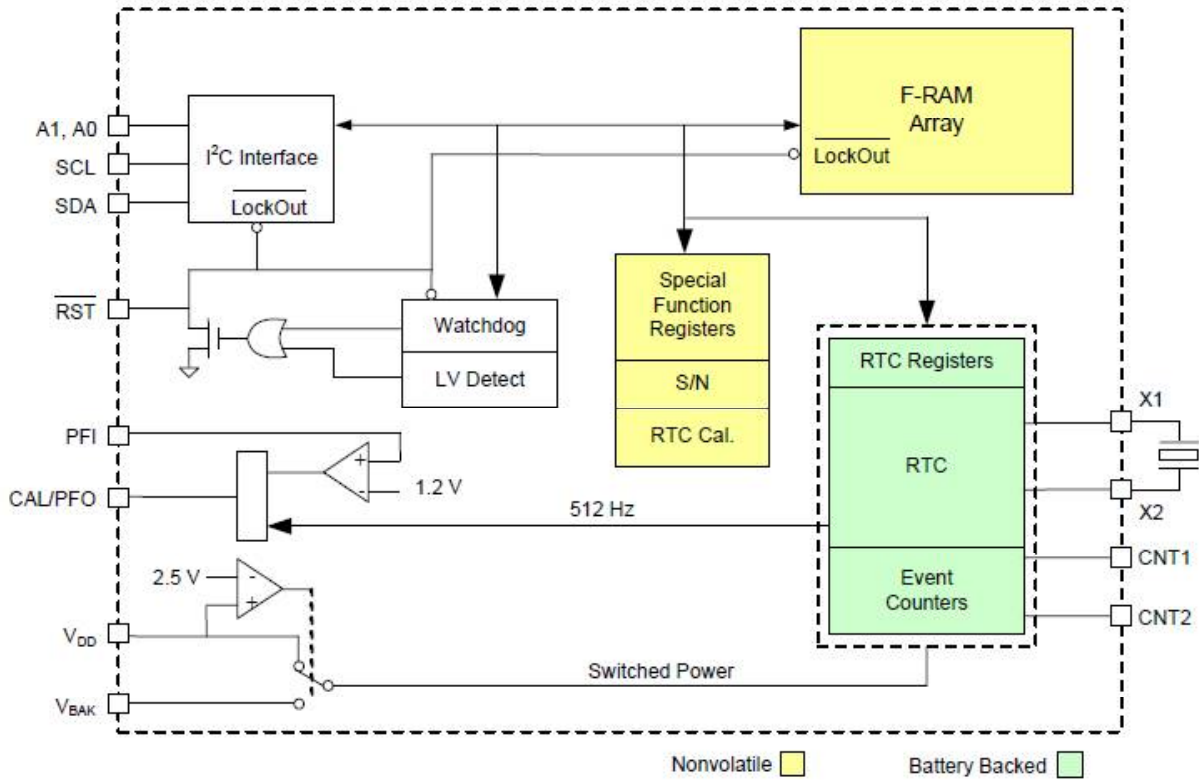 F-RAM
Array
LockOut
A1, A0
SCL
SDA
I²C Interface
LockOut
RST
Watchdog
LV Detect
Special
Function
Registers
S/N
RTC Cal.
RTC Registers
RTC
Event
Counters
X1
X2
CNT1
CNT2
PFI
CAL/PFO
+
-
1.2 V
512 Hz
2.5 V
-
+
VDD
VBAK
Switched Power
Nonvolatile
Battery Backed